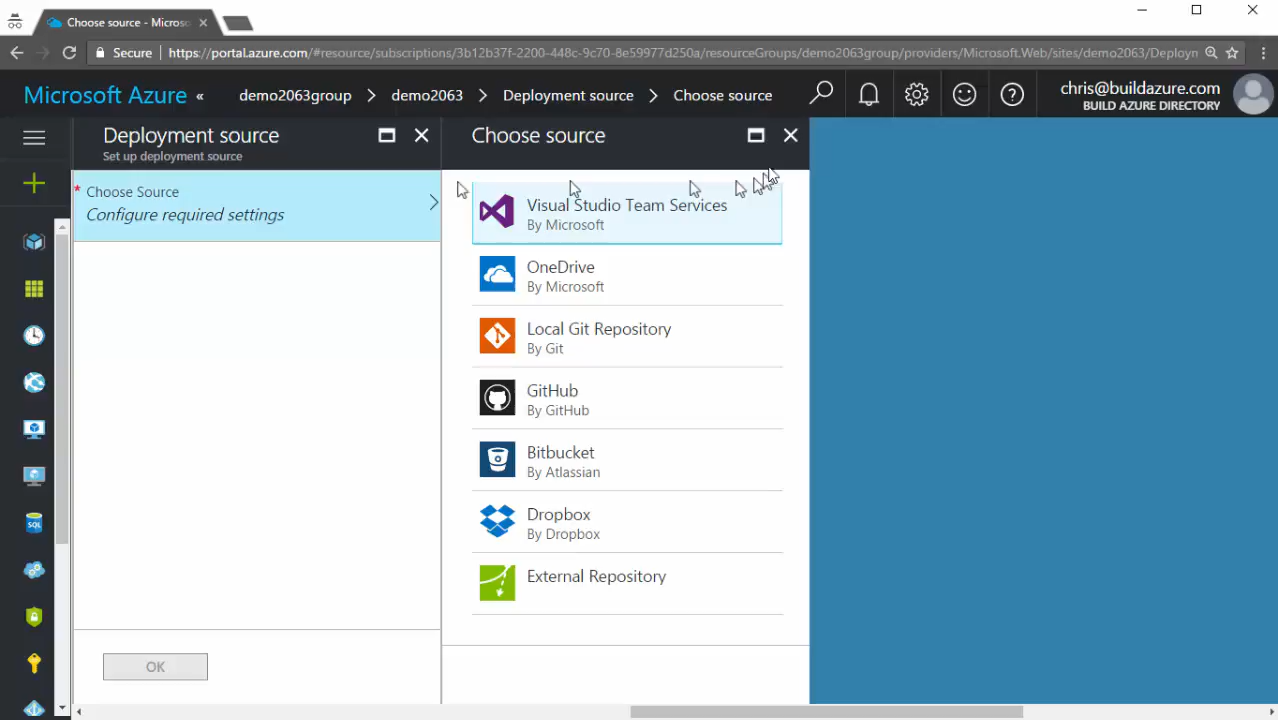 Choose source - Microso
Secure
https://portal.azure.com/#resource/subscriptions/3b12b37f-2200-448c-9c70-8e59977d250a/resourceGroups/demo2063group/providers/Microsoft.Web/sites/demo2063/Deploym
Microsoft Azure «
demo2063group > demo2063 > Deployment source > Choose source
chris@buildazure.com
BUILD AZURE DIRECTORY
Deployment source
Set up deployment source
* Choose Source
Configure required settings
OK
Choose source
Visual Studio Team Services
By Microsoft
OneDrive
By Microsoft
Local Git Repository
By Git
GitHub
By GitHub
Bitbucket
By Atlassian
Dropbox
By Dropbox
External Repository
SQL